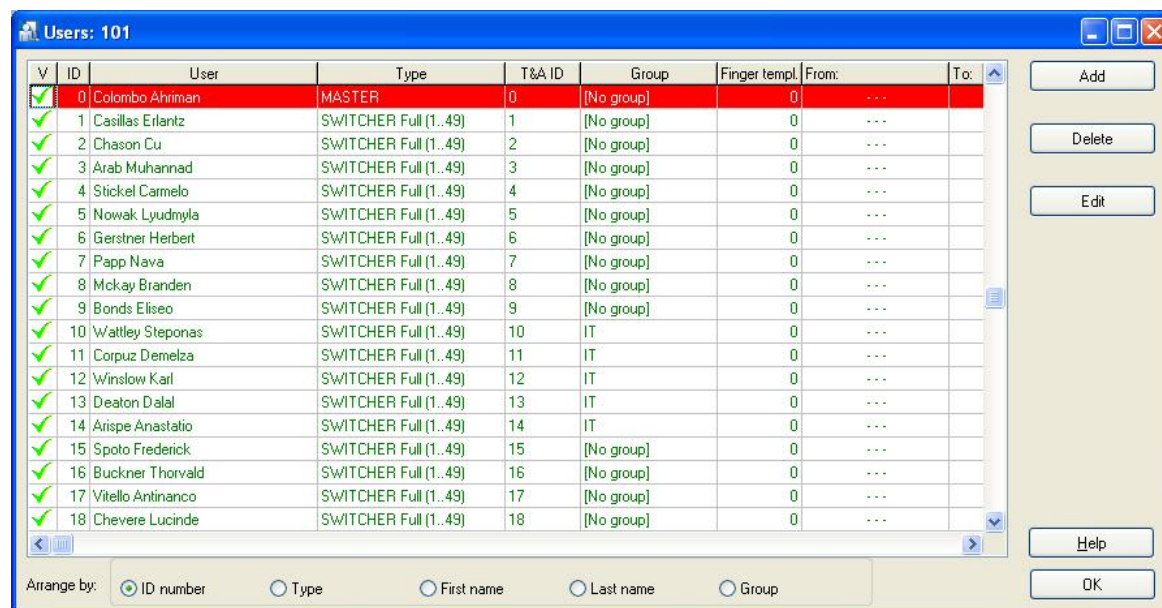 Users: 101
V ID User Type T&A ID Group Finger templ. From: To:
0 Colombo Ahriman MASTER 0 [No group] 0 - - -
1 Casillas Erlantz SWITCHER Full (1..49) 1 [No group] 0 - - -
2 Chason Cu SWITCHER Full (1..49) 2 [No group] 0 - - -
3 Arab Muhannad SWITCHER Full (1..49) 3 [No group] 0 - - -
4 Stickel Carmelo SWITCHER Full (1..49) 4 [No group] 0 - - -
5 Nowak Lyudmyla SWITCHER Full (1..49) 5 [No group] 0 - - -
6 Gerstner Herbert SWITCHER Full (1..49) 6 [No group] 0 - - -
7 Papp Nava SWITCHER Full (1..49) 7 [No group] 0 - - -
8 Mckay Branden SWITCHER Full (1..49) 8 [No group] 0 - - -
9 Bonds Eliseo SWITCHER Full (1..49) 9 [No group] 0 - - -
10 Wattley Steponas SWITCHER Full (1..49) 10 IT 0 - - -
11 Corpuz Demelza SWITCHER Full (1..49) 11 IT 0 - - -
12 Winslow Karl SWITCHER Full (1..49) 12 IT 0 - - -
13 Deaton Dalal SWITCHER Full (1..49) 13 IT 0 - - -
14 Arispe Anastatio SWITCHER Full (1..49) 14 IT 0 - - -
15 Spoto Frederick SWITCHER Full (1..49) 15 [No group] 0 - - -
16 Buckner Thorvald SWITCHER Full (1..49) 16 [No group] 0 - - -
17 Vitello Antinanco SWITCHER Full (1..49) 17 [No group] 0 - - -
18 Chevere Lucinde SWITCHER Full (1..49) 18 [No group] 0 - - -
Add
Delete
Edit
Help
OK
Arrange by: ID number Type First name Last name Group